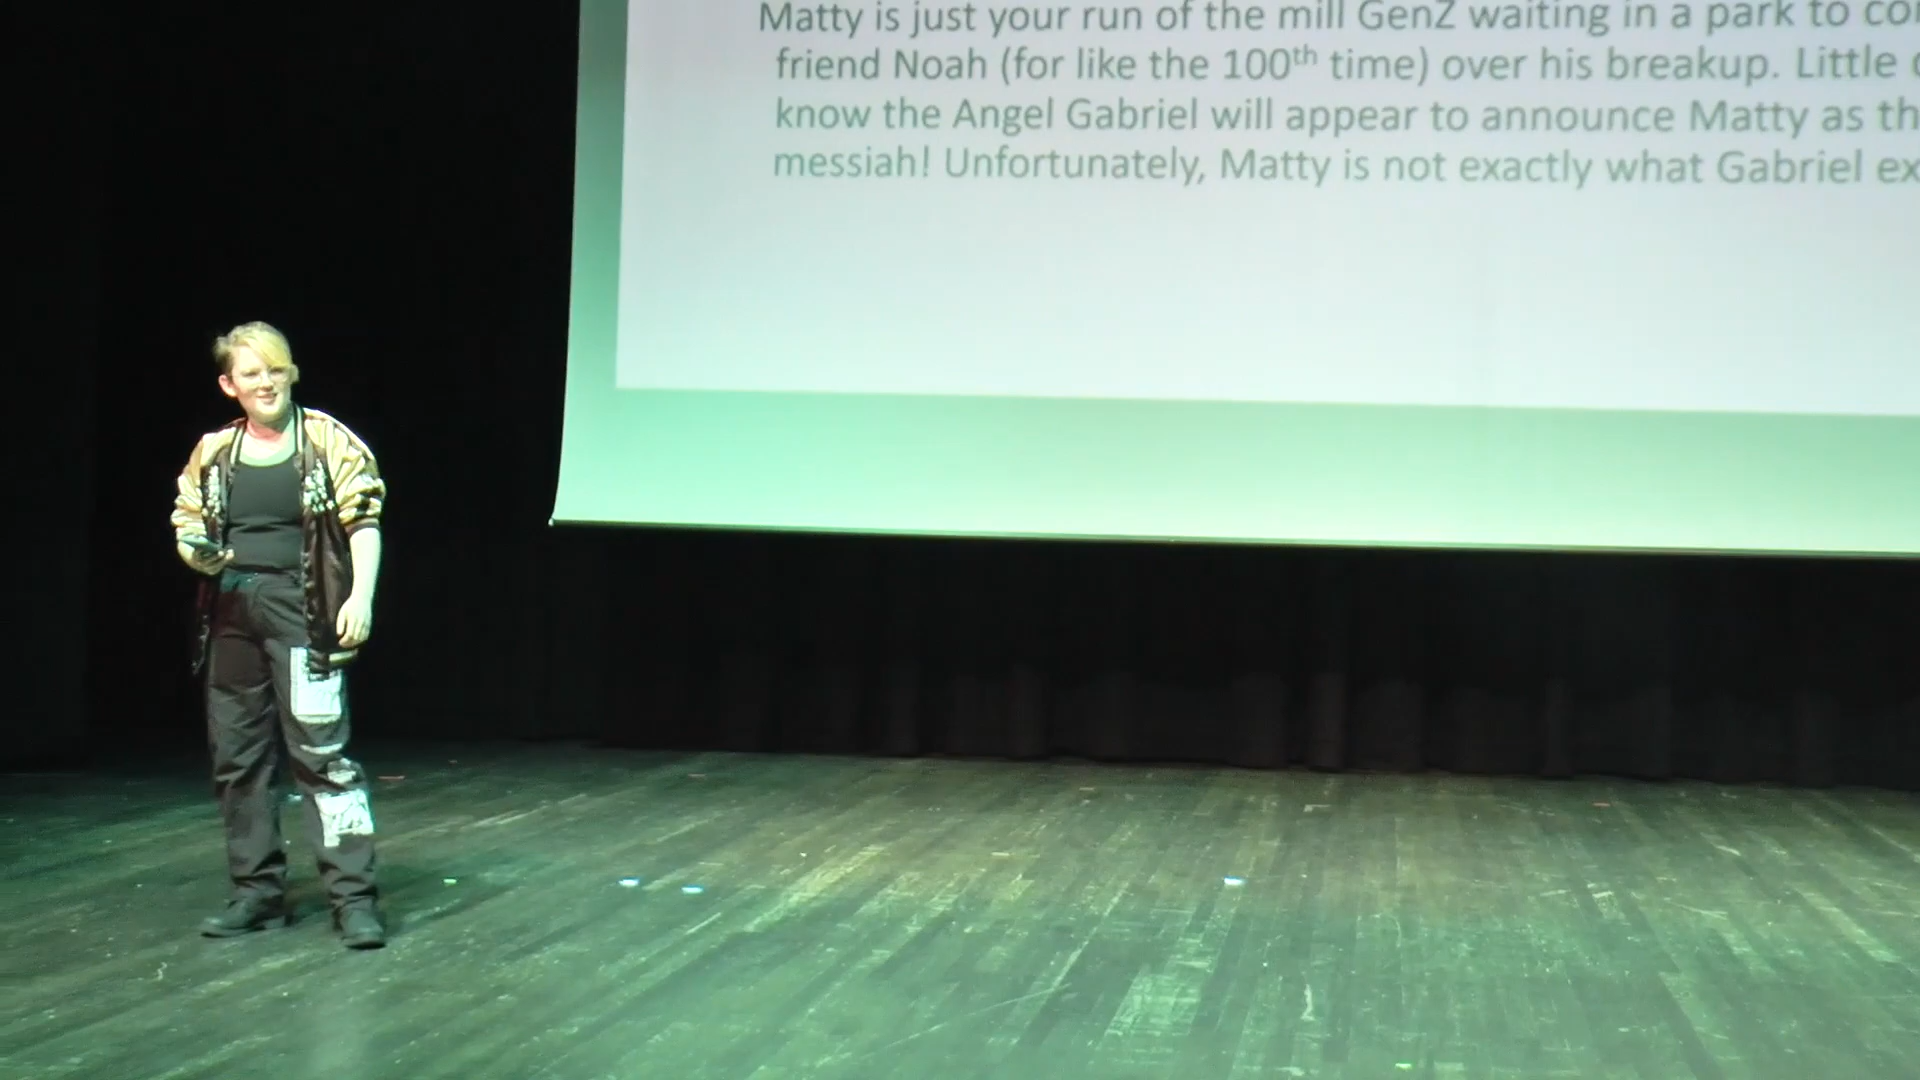 Matty is just your run of the mill GenZ waiting in a park to
friend Noah (for like the 100th time) over his breakup. Little
know the Angel Gabriel will appear to announce Matty as
messiah! Unfortunately, Matty is not exactly what Gabriel